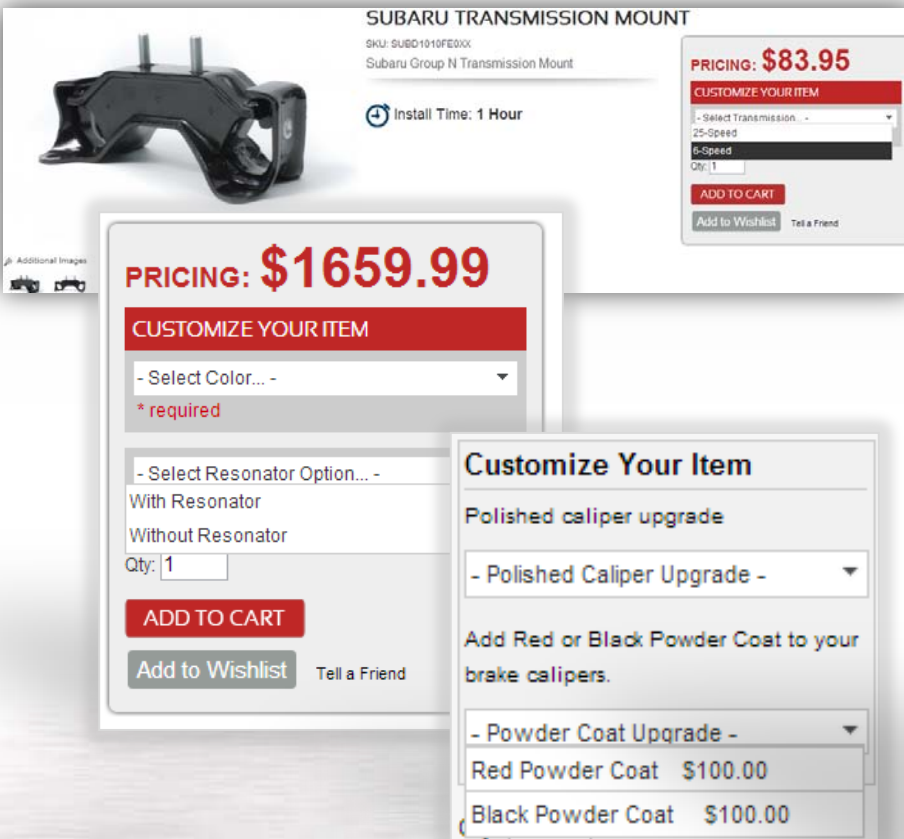 SUBARU TRANSMISSION MOUNT
SKU: SUBD1010FE0XX
Subaru Group N Transmission Mount
Install Time: 1 Hour
PRICING: $83.95
CUSTOMIZE YOUR ITEM
- Select Transmission... -
25-Speed
6-Speed
Qty: 1
ADD TO CART
Add to Wishlist Tell a Friend
Additional Images
PRICING: $1659.99
CUSTOMIZE YOUR ITEM
- Select Color... -
* required
- Select Resonator Option... -
With Resonator
Without Resonator
Qty: 1
ADD TO CART
Add to Wishlist Tell a Friend
Customize Your Item
Polished caliper upgrade
- Polished Caliper Upgrade -
Add Red or Black Powder Coat to your
brake calipers.
- Powder Coat Upgrade -
Red Powder Coat $100.00
Black Powder Coat $100.00